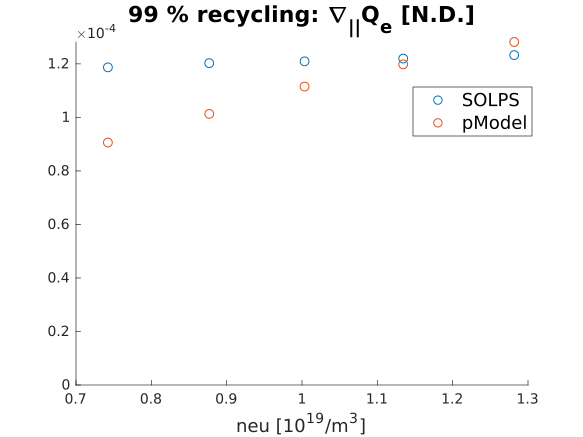 99 % recycling: ∇||Qe [N.D.]
×10-4
1.2
1
0.8
0.6
0.4
0.2
0
SOLPS
pModel
0.7 0.8 0.9 1 1.1 1.2 1.3
neu [1019/m3]